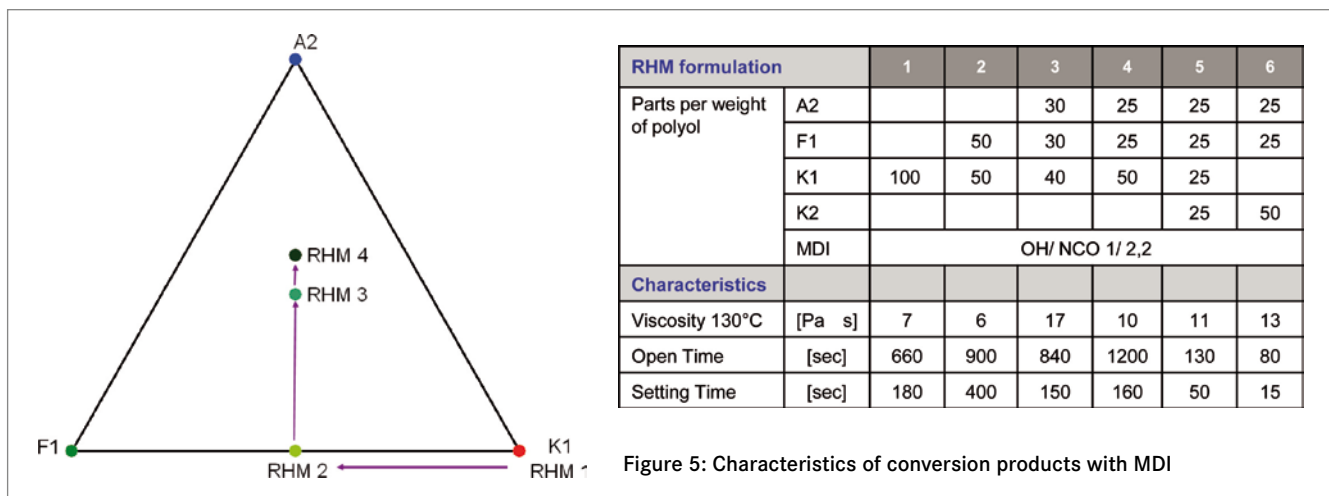 A2
RHM 4
RHM 3
F1
K1
RHM 2
RHM 1
RHM formulation 1 2 3 4 5 6
Parts per weight of polyol A2 30 25 25 25
F1 50 30 25 25 25
K1 100 50 40 50 25
K2 25 50
MDI OH/ NCO 1/ 2,2
Characteristics
Viscosity 130°C [Pa s] 7 6 17 10 11 13
Open Time [sec] 660 900 840 1200 130 80
Setting Time [sec] 180 400 150 160 50 15
Figure 5: Characteristics of conversion products with MDI